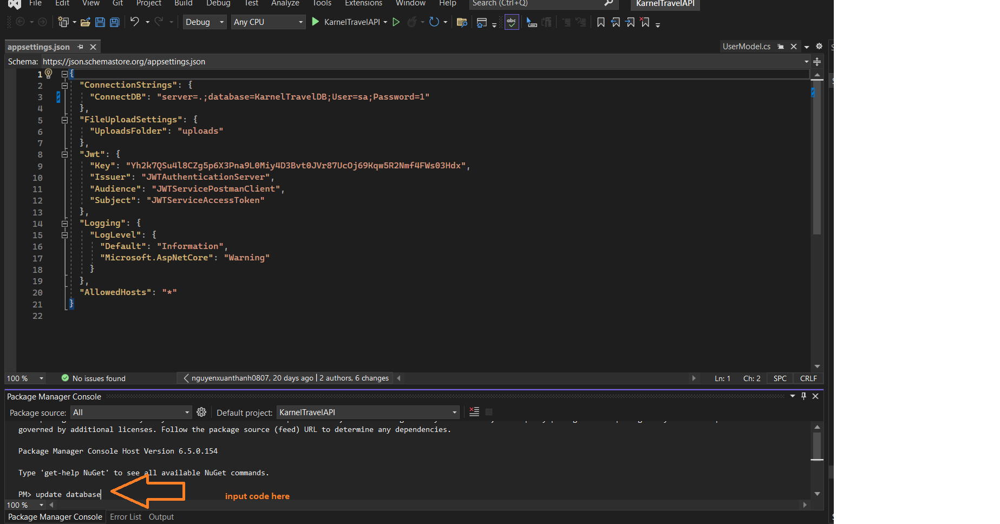 File Edit View Git Project Build Debug Test Analyze Tools Extensions Window Help Search (Ctrl+Q) KarnelTravelAPI
Debug Any CPU KarnelTravelAPI abc
appsettings.json UserModel.cs
Schema: https://json.schemastore.org/appsettings.json
1 {
2 "ConnectionStrings": {
3 "ConnectDB": "server=.;database=KarnelTravelDB;User=sa;Password=1"
4 },
5 "FileUploadSettings": {
6 "UploadsFolder": "uploads"
7 },
8 "Jwt": {
9 "Key": "Yh2k7QSu4l8CZg5p6X3Pna9L0Miy4D3Bvt0JVr87UcOj69Kqw5R2Nmf4FWs03Hdx",
10 "Issuer": "JWTAuthenticationServer",
11 "Audience": "JWTServicePostmanClient",
12 "Subject": "JWTServiceAccessToken"
13 },
14 "Logging": {
15 "LogLevel": {
16 "Default": "Information",
17 "Microsoft.AspNetCore": "Warning"
18 }
19 },
20 "AllowedHosts": "*"
21 }
22
100 % No issues found nguyenxuanthanh0807, 20 days ago | 2 authors, 6 changes Ln: 1 Ch: 2 SPC CRLF
Package Manager Console
Package source: All Default project: KarnelTravelAPI
governed by additional licenses. Follow the package source (feed) URL to determine any dependencies.
Package Manager Console Host Version 6.5.0.154
Type 'get-help NuGet' to see all available NuGet commands.
PM> update database input code here
100 %
Package Manager Console Error List Output